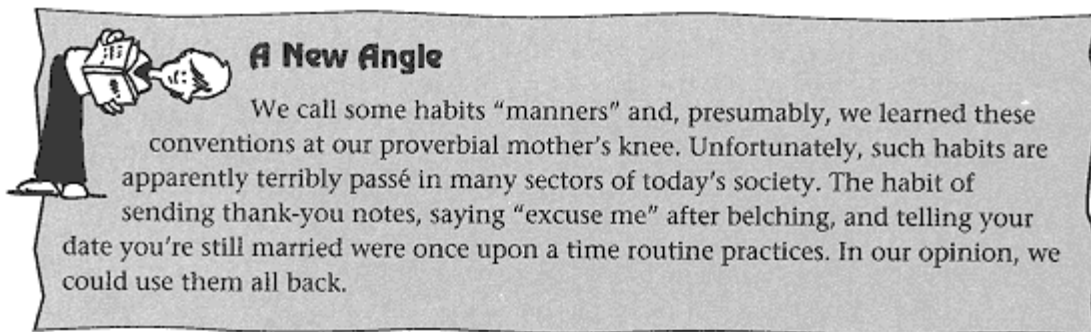 A New Angle
We call some habits “manners” and, presumably, we learned these
conventions at our proverbial mother’s knee. Unfortunately, such habits are
apparently terribly passé in many sectors of today’s society. The habit of
sending thank-you notes, saying “excuse me” after belching, and telling your
date you’re still married were once upon a time routine practices. In our opinion, we
could use them all back.